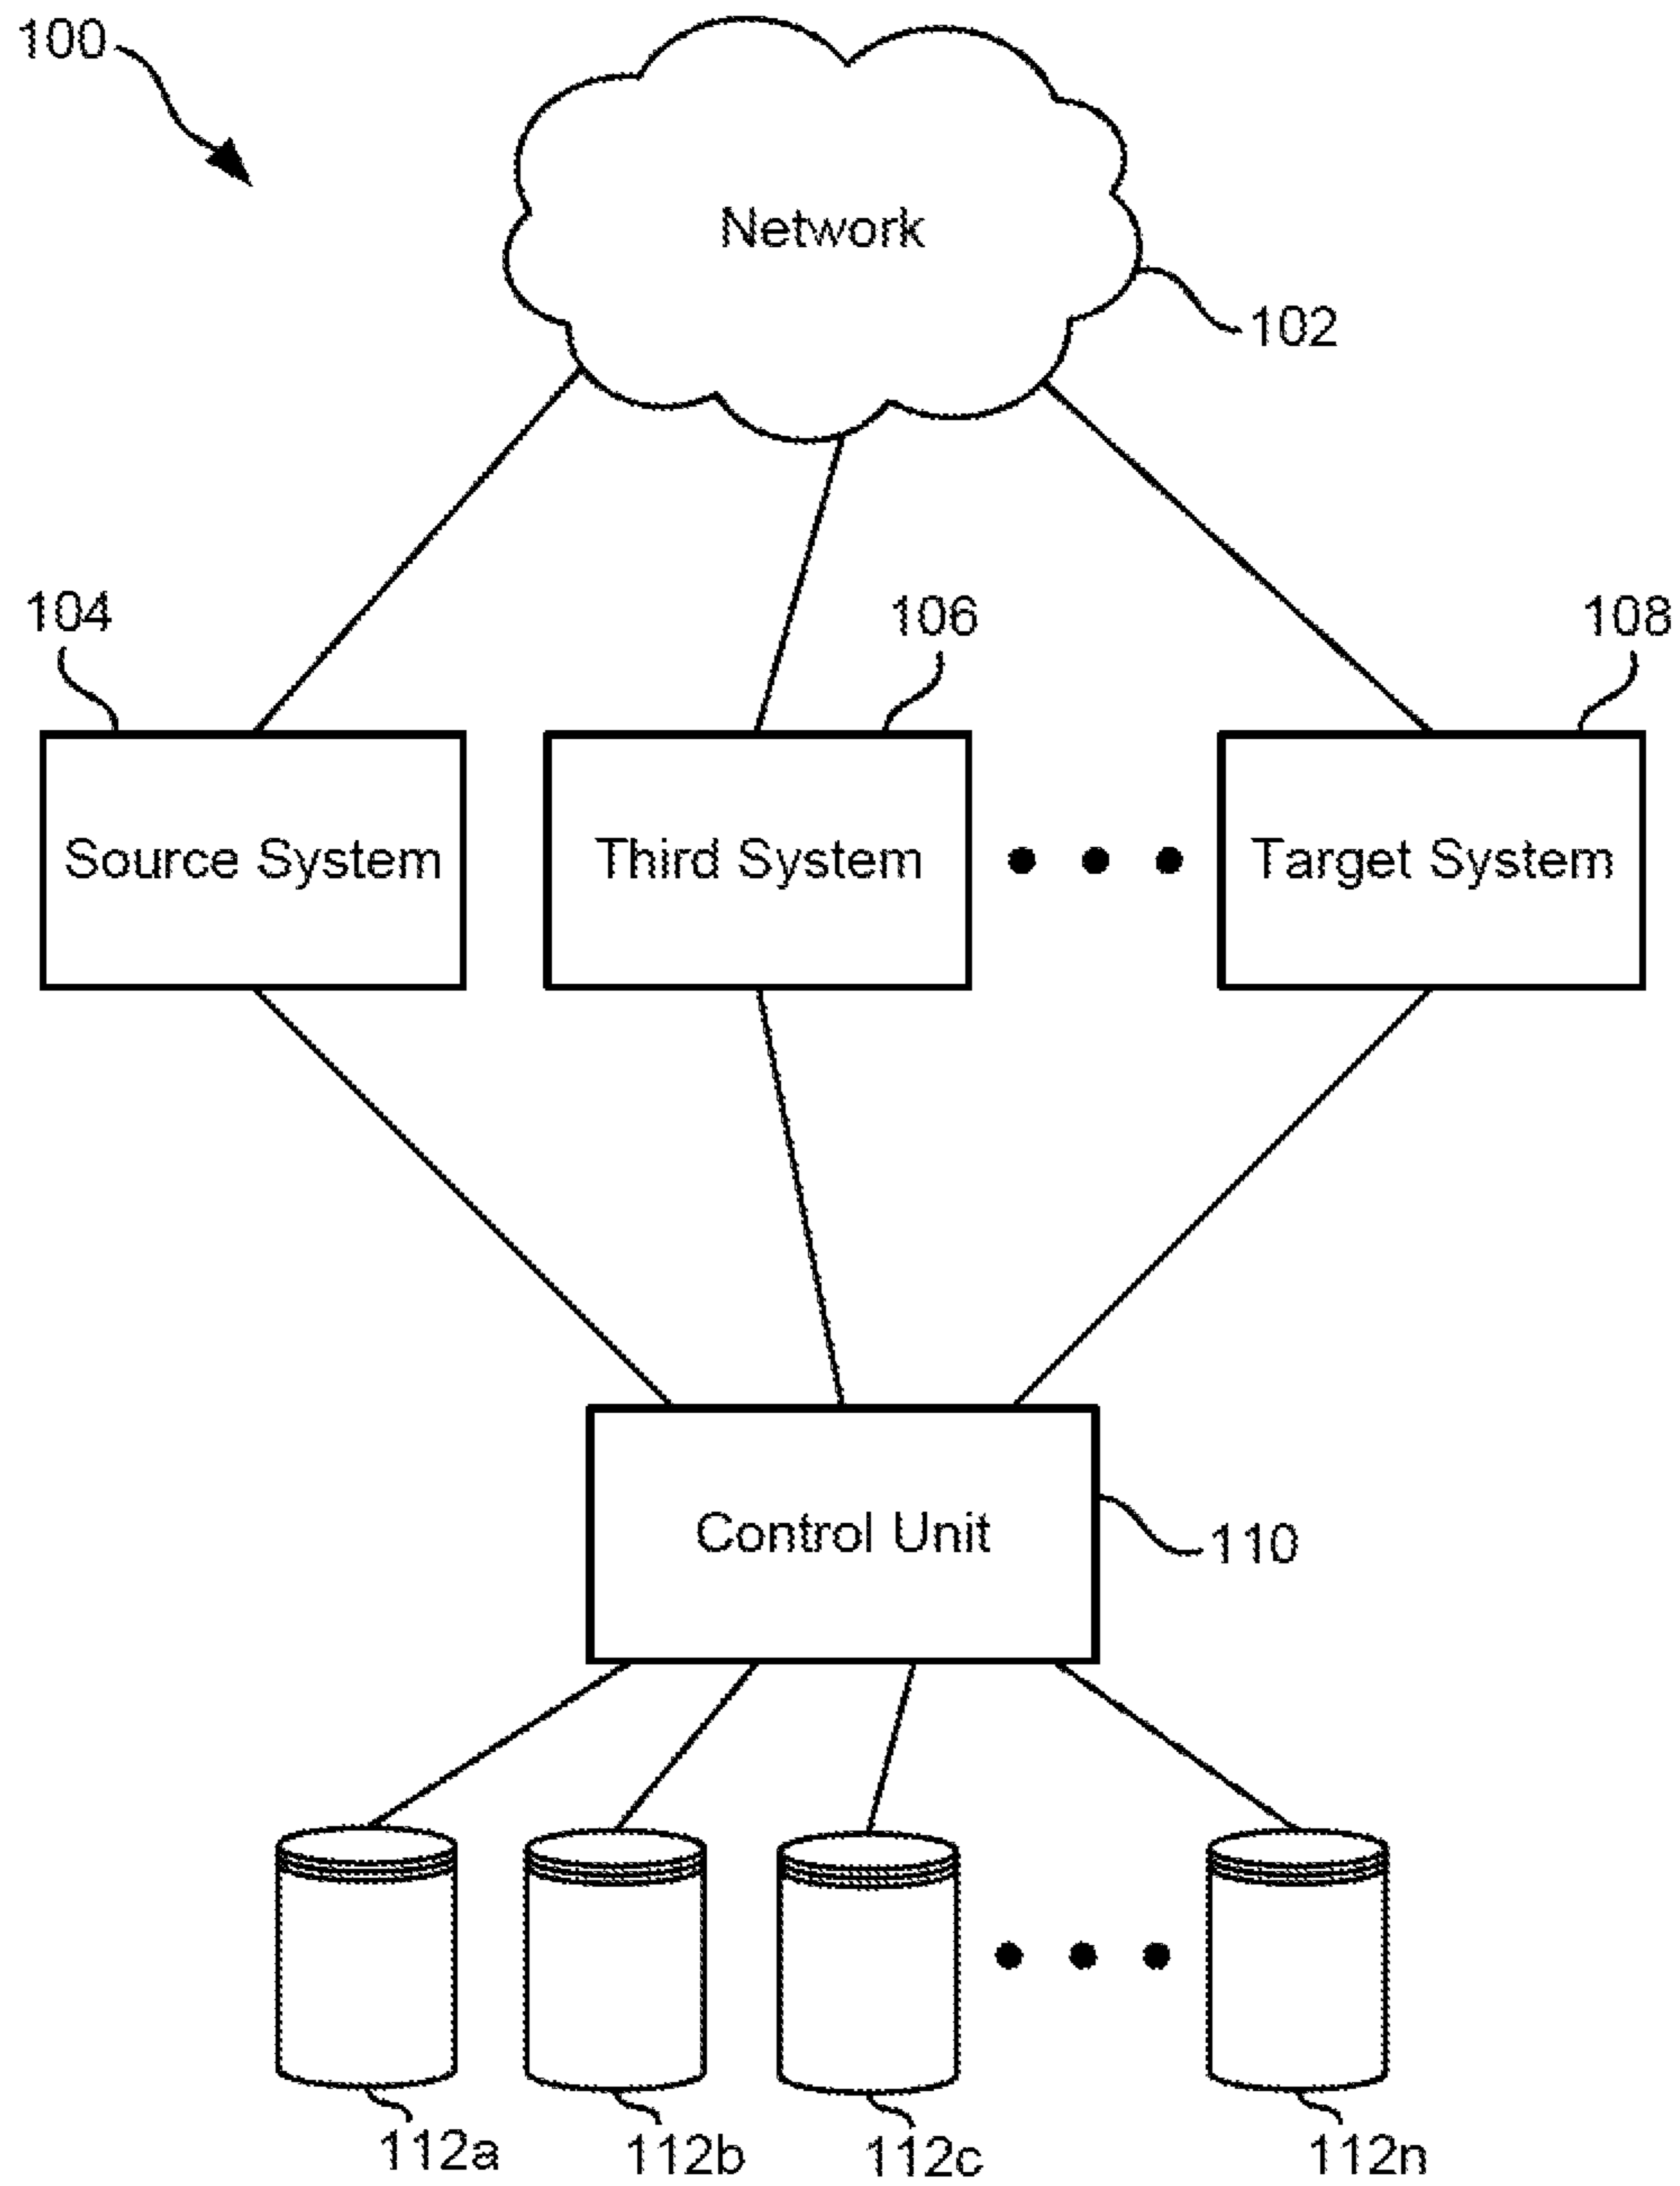 100
Network
102
104
106
108
Source System
Third System
Target System
Control Unit
110
112a
112b
112c
112n